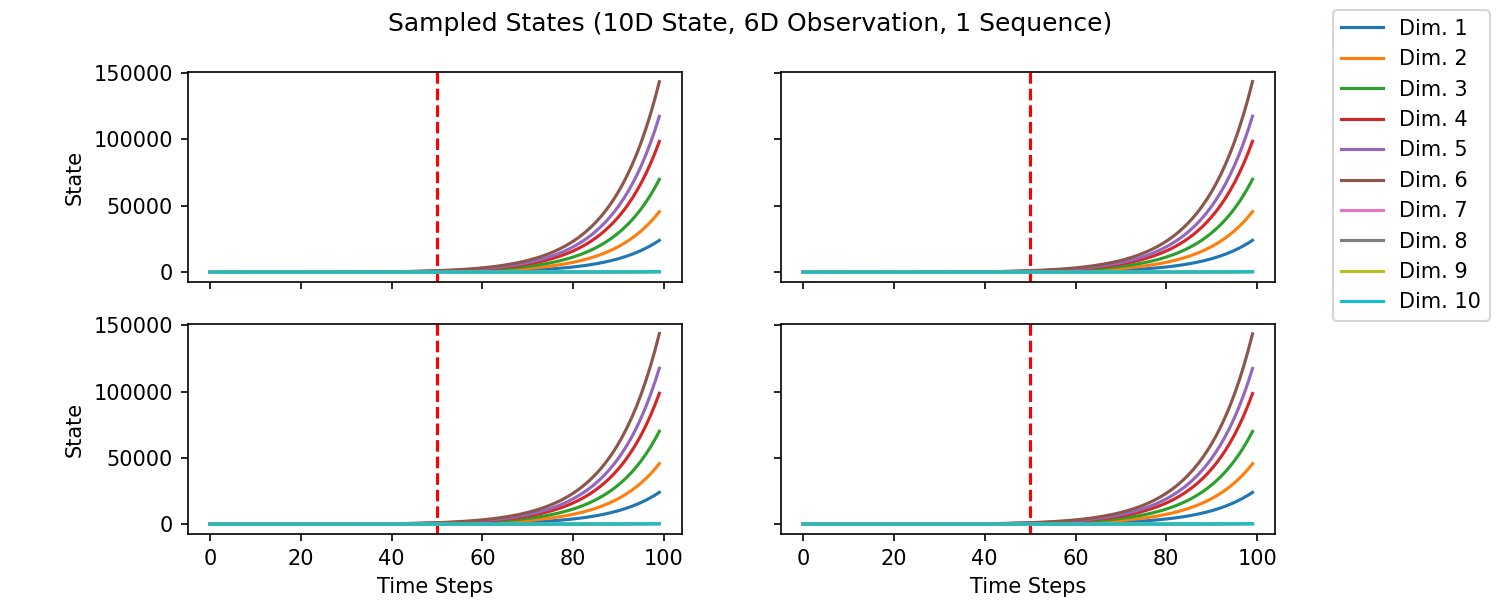 Sampled States (10D State, 6D Observation, 1 Sequence)
Dim. 1
Dim. 2
Dim. 3
Dim. 4
Dim. 5
Dim. 6
Dim. 7
Dim. 8
Dim. 9
Dim. 10
150000
100000
50000
0
State
150000
100000
50000
0
State
0 20 40 60 80 100
Time Steps
0 20 40 60 80 100
Time Steps